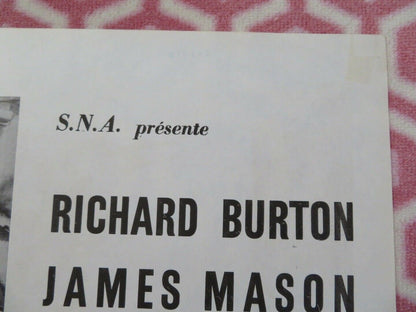 S.N.A. présente
RICHARD BURTON
JAMES MASON